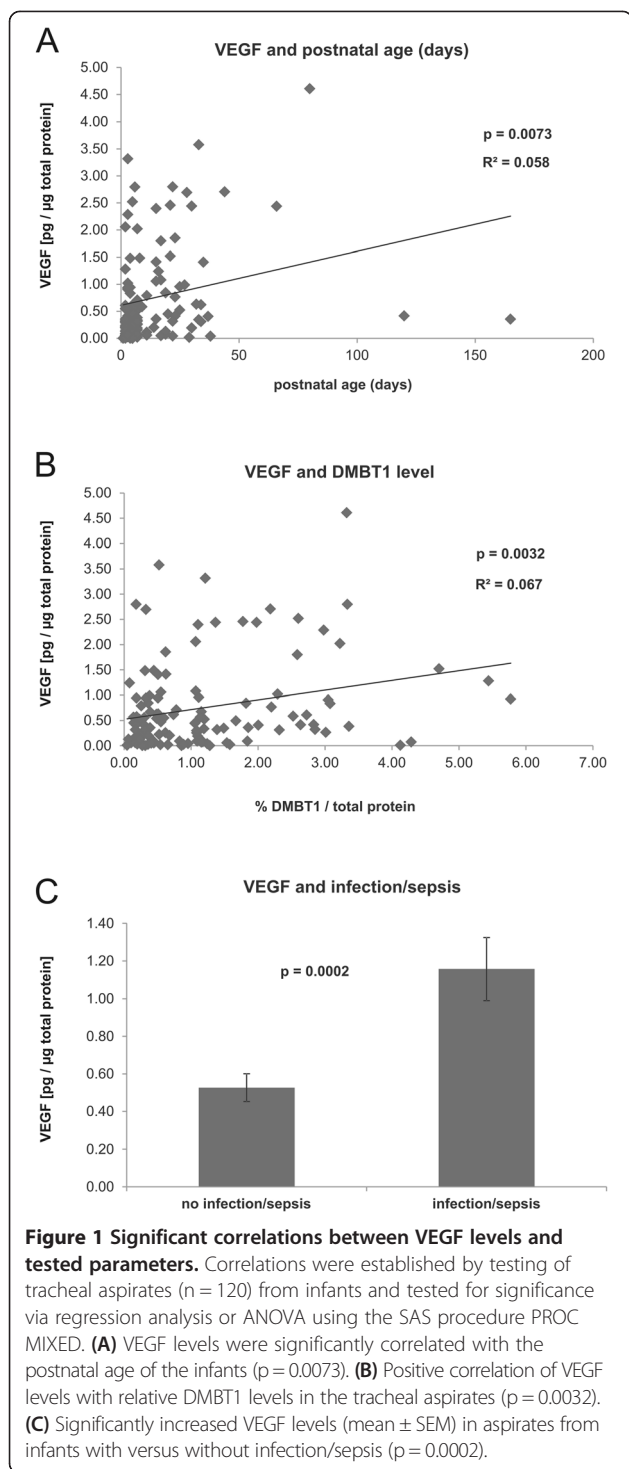 A
VEGF and postnatal age (days)
5.00
4.50
4.00
3.50
3.00
2.50
2.00
1.50
1.00
0.50
0.00
VEGF [pg / µg total protein]
p = 0.0073
R² = 0.058
0 50 100 150 200
postnatal age (days)
B
VEGF and DMBT1 level
5.00
4.50
4.00
3.50
3.00
2.50
2.00
1.50
1.00
0.50
0.00
VEGF [pg / µg total protein]
p = 0.0032
R² = 0.067
0.00 1.00 2.00 3.00 4.00 5.00 6.00 7.00
% DMBT1 / total protein
C
VEGF and infection/sepsis
1.40
1.20
1.00
0.80
0.60
0.40
0.20
0.00
VEGF [pg / µg total protein]
p = 0.0002
no infection/sepsis infection/sepsis
Figure 1 Significant correlations between VEGF levels and
tested parameters. Correlations were established by testing of
tracheal aspirates (n = 120) from infants and tested for significance
via regression analysis or ANOVA using the SAS procedure PROC
MIXED. (A) VEGF levels were significantly correlated with the
postnatal age of the infants (p = 0.0073). (B) Positive correlation of VEGF
levels with relative DMBT1 levels in the tracheal aspirates (p = 0.0032).
(C) Significantly increased VEGF levels (mean ± SEM) in aspirates from
infants with versus without infection/sepsis (p = 0.0002).